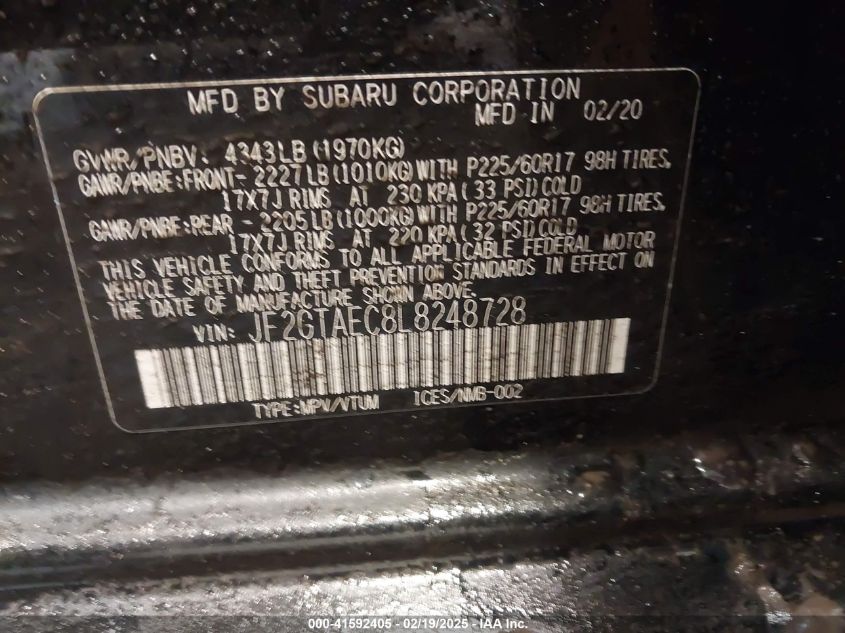 MFD BY SUBARU CORPORATION
MFD IN 02/20
GVWR/PNBV: 4343LB(1970KG)
GAWR/PNBE:FRONT- 2227LB(1010KG)WITH P225/60R17 98H TIRES,
17X7J RIMS AT 230 KPA(33 PSI)COLD
GAWR/PNBE:REAR - 2205LB(1000KG)WITH P225/60R17 98H TIRES,
17X7J RIMS AT 220 KPA(32 PSI)COLD
THIS VEHICLE CONFORMS TO ALL APPLICABLE FEDERAL MOTOR
VEHICLE SAFETY AND THEFT PREVENTION STANDARDS IN EFFECT ON
THE DATE OF MANUFACTURE SHOWN ABOVE.
VIN: JF2GTAEC8L8248728
TYPE:MPV/VTUM ICES/NMB-002
000-41592405 - 02/19/2025 - IAA Inc.